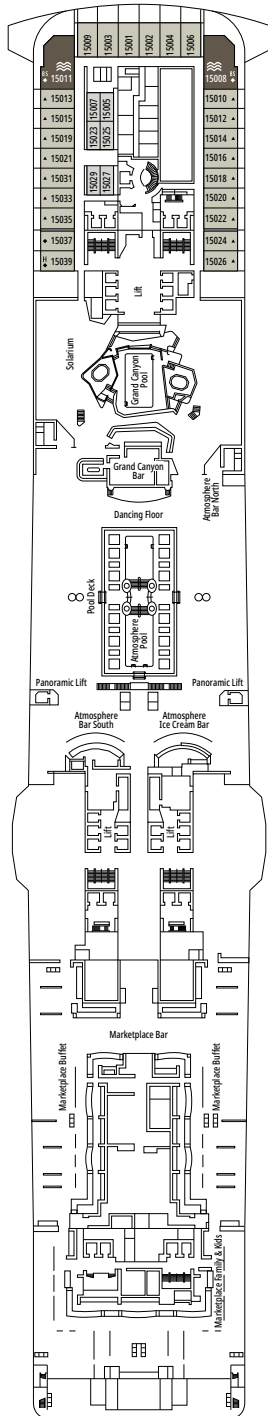 15009
15003
15001
15002
15004
15006
BS
15011
15008
BS
15013
15015
15019
15021
15031
15033
15035
15037
H
15039
15007
15005
15023
15025
15029
15027
15010
15012
15014
15016
15018
15020
15022
15024
15026
Lift
Solarium
Grand Canyon
Pool
Grand Canyon
Bar
Atmosphere
Bar North
Dancing Floor
Pool Deck
Atmosphere
Pool
Panoramic Lift
Panoramic Lift
Atmosphere
Bar South
Atmosphere
Ice Cream Bar
Lift
Lift
Marketplace Bar
Marketplace Buffet
Marketplace Buffet
Marketplace Family & Kids